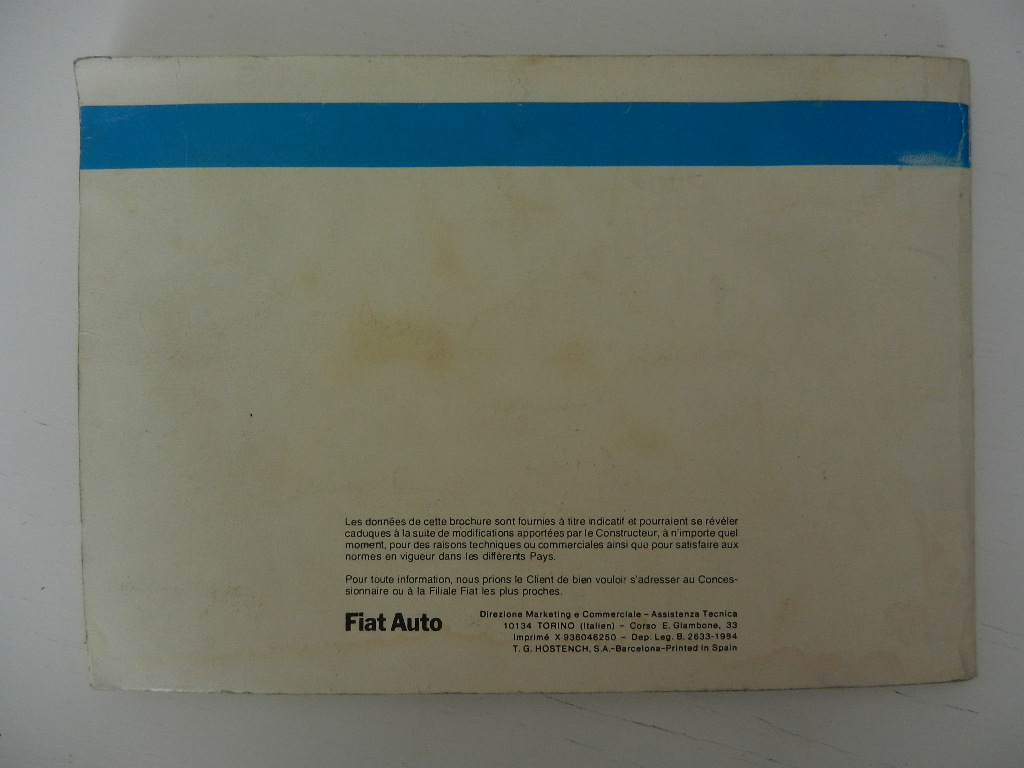 Les données de cette brochure sont fournies à titre indicatif et pourraient se révéler
caduques à la suite de modifications apportées par le Constructeur, à n'importe quel
moment, pour des raisons techniques ou commerciales ainsi que pour satisfaire aux
normes en vigueur dans les différents Pays.
Pour toute information, nous prions le Client de bien vouloir s'adresser au Conces-
sionnaire ou à la Filiale Fiat les plus proches.
Fiat Auto
Direzione Marketing e Commerciale – Assistenza Tecnica
10134 TORINO (Italien) – Corso E. Giambone, 33
Imprimé X 936046250 – Dep. Leg. B. 2633-1984
T. G. HOSTENCH, S.A.–Barcelona–Printed in Spain